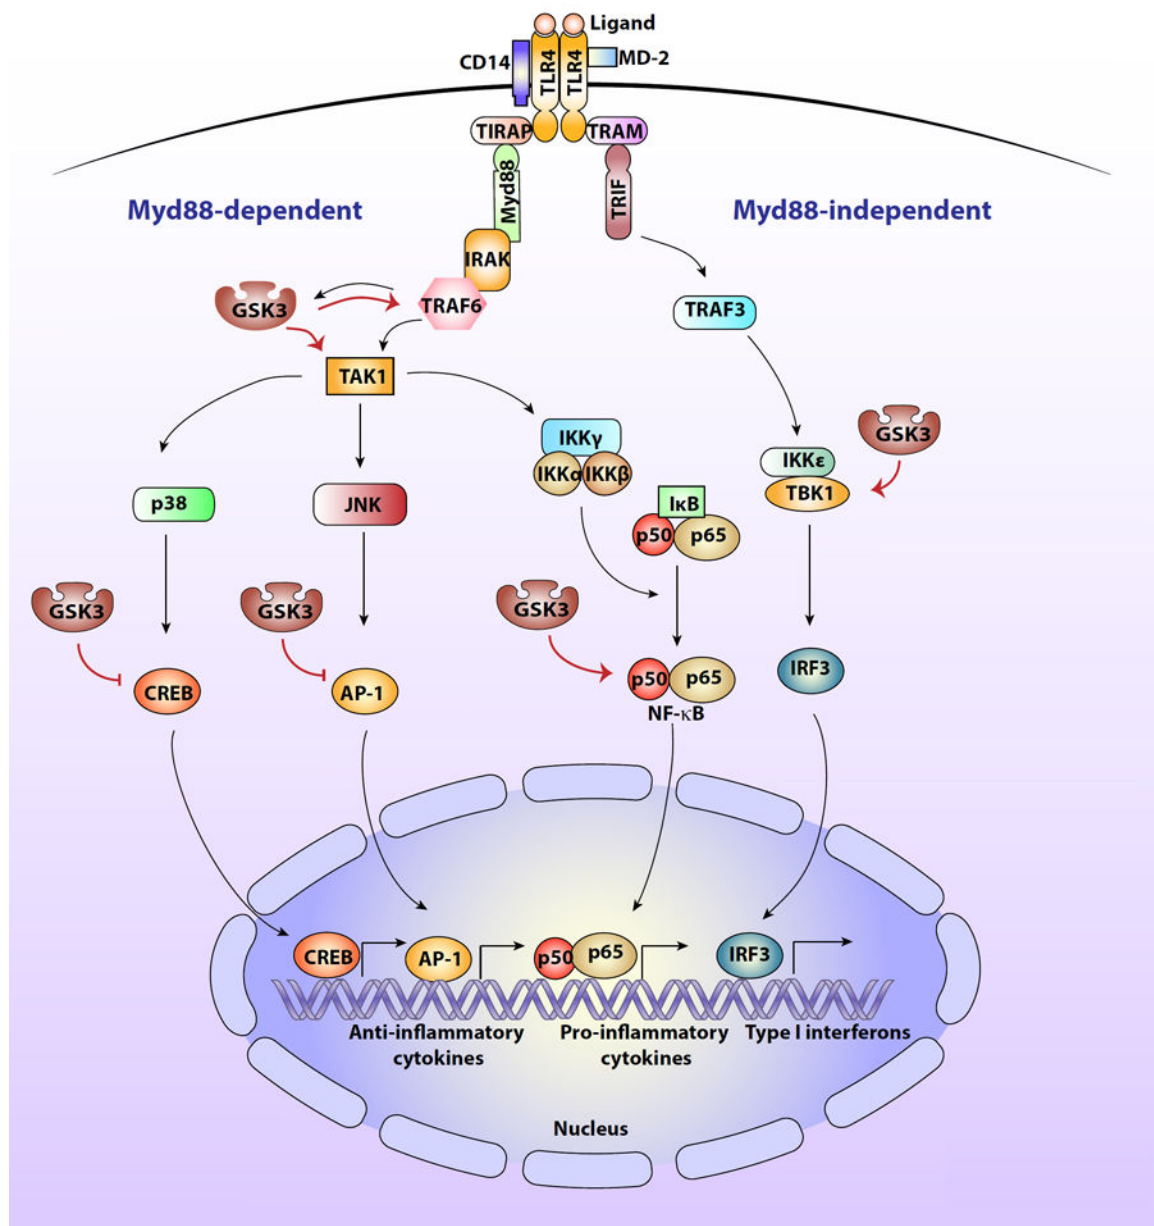 Ligand
CD14
TLR4
TLR4
MD-2
TIRAP
TRAM
Myd88
TRIF
Myd88-dependent
Myd88-independent
IRAK
GSK3
TRAF6
TRAF3
TAK1
IKKγ
IKKα
IKKβ
GSK3
IKKε
TBK1
p38
JNK
IκB
p50
p65
GSK3
GSK3
GSK3
CREB
AP-1
p50
p65
NF-κB
IRF3
CREB
AP-1
p50
p65
IRF3
Anti-inflammatory
cytokines
Pro-inflammatory
cytokines
Type I interferons
Nucleus